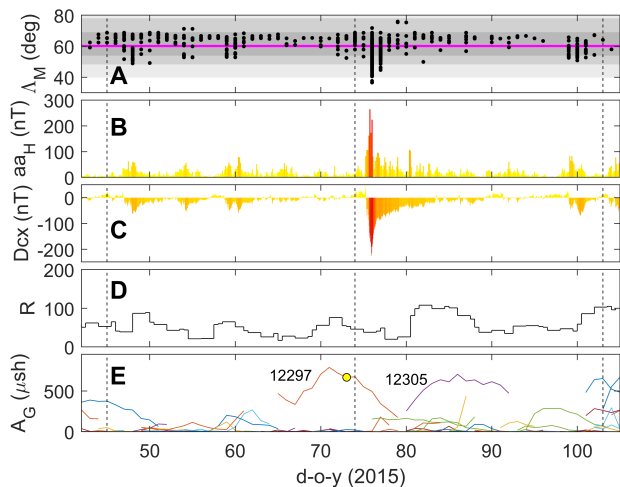 80
60
40
Λ_M (deg)
A
300
200
100
0
aa_H (nT)
B
0
-100
-200
Dcx (nT)
C
200
100
0
R
D
500
0
A_G (μsh)
E
12297
12305
50
60
70
80
90
100
d-o-y (2015)